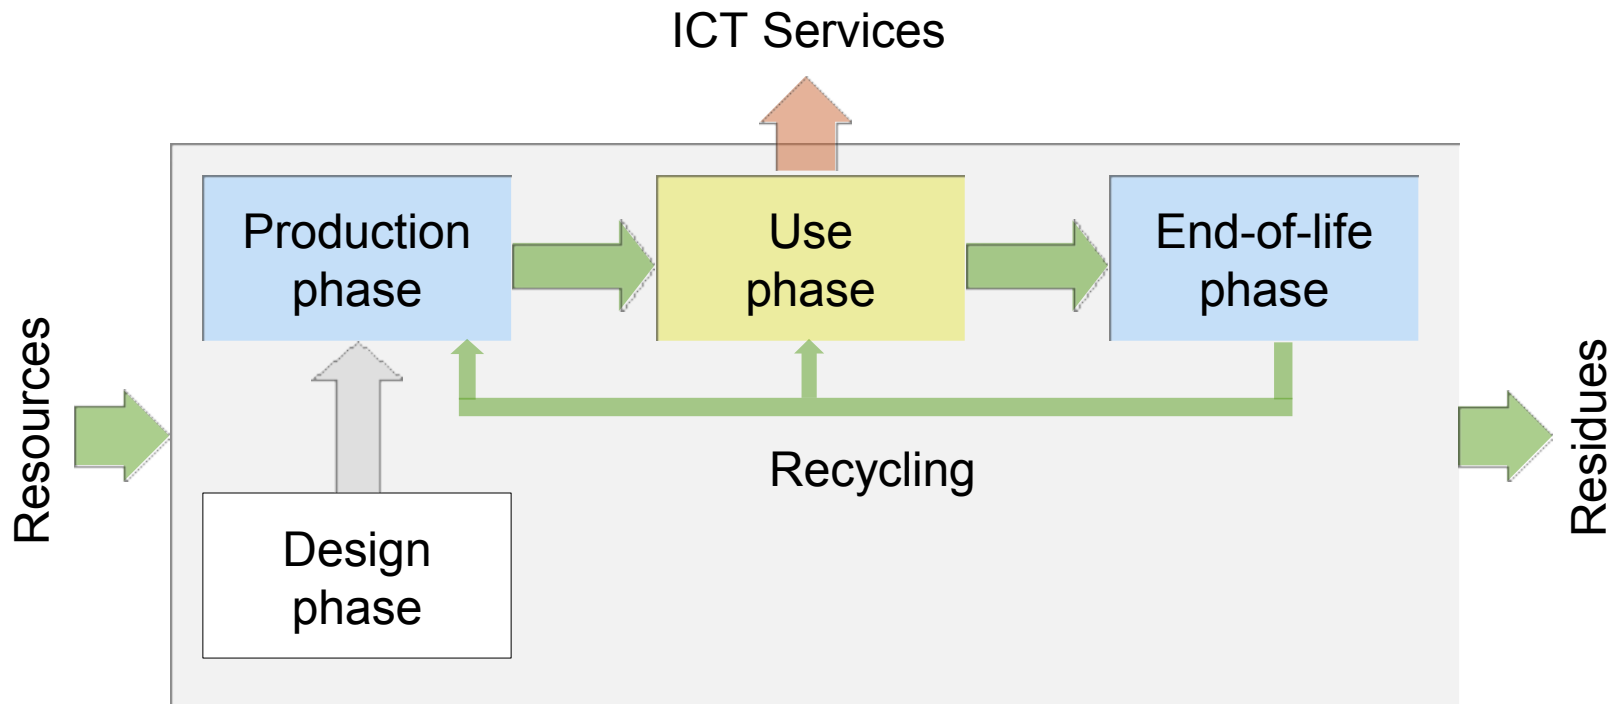 ICT Services
Production
phase
Use
phase
End-of-life
phase
Resources
Recycling
Residues
Design
phase